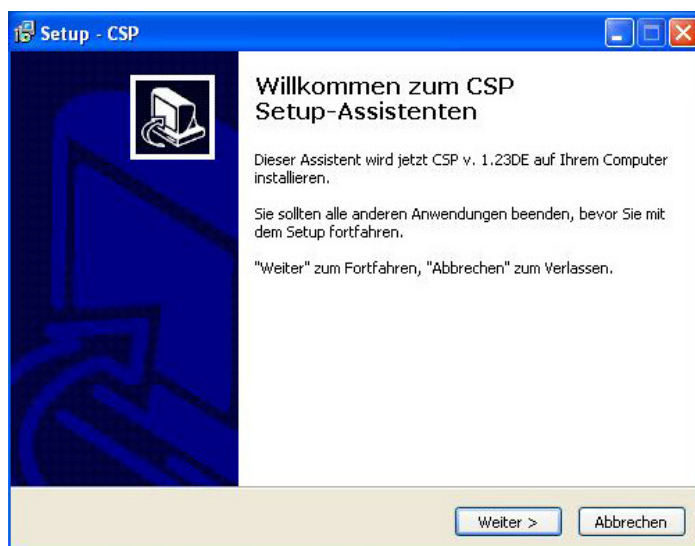 Setup - CSP
Willkommen zum CSP
Setup-Assistenten
Dieser Assistent wird jetzt CSP v. 1.23DE auf Ihrem Computer
installieren.
Sie sollten alle anderen Anwendungen beenden, bevor Sie mit
dem Setup fortfahren.
"Weiter" zum Fortfahren, "Abbrechen" zum Verlassen.
Weiter >
Abbrechen